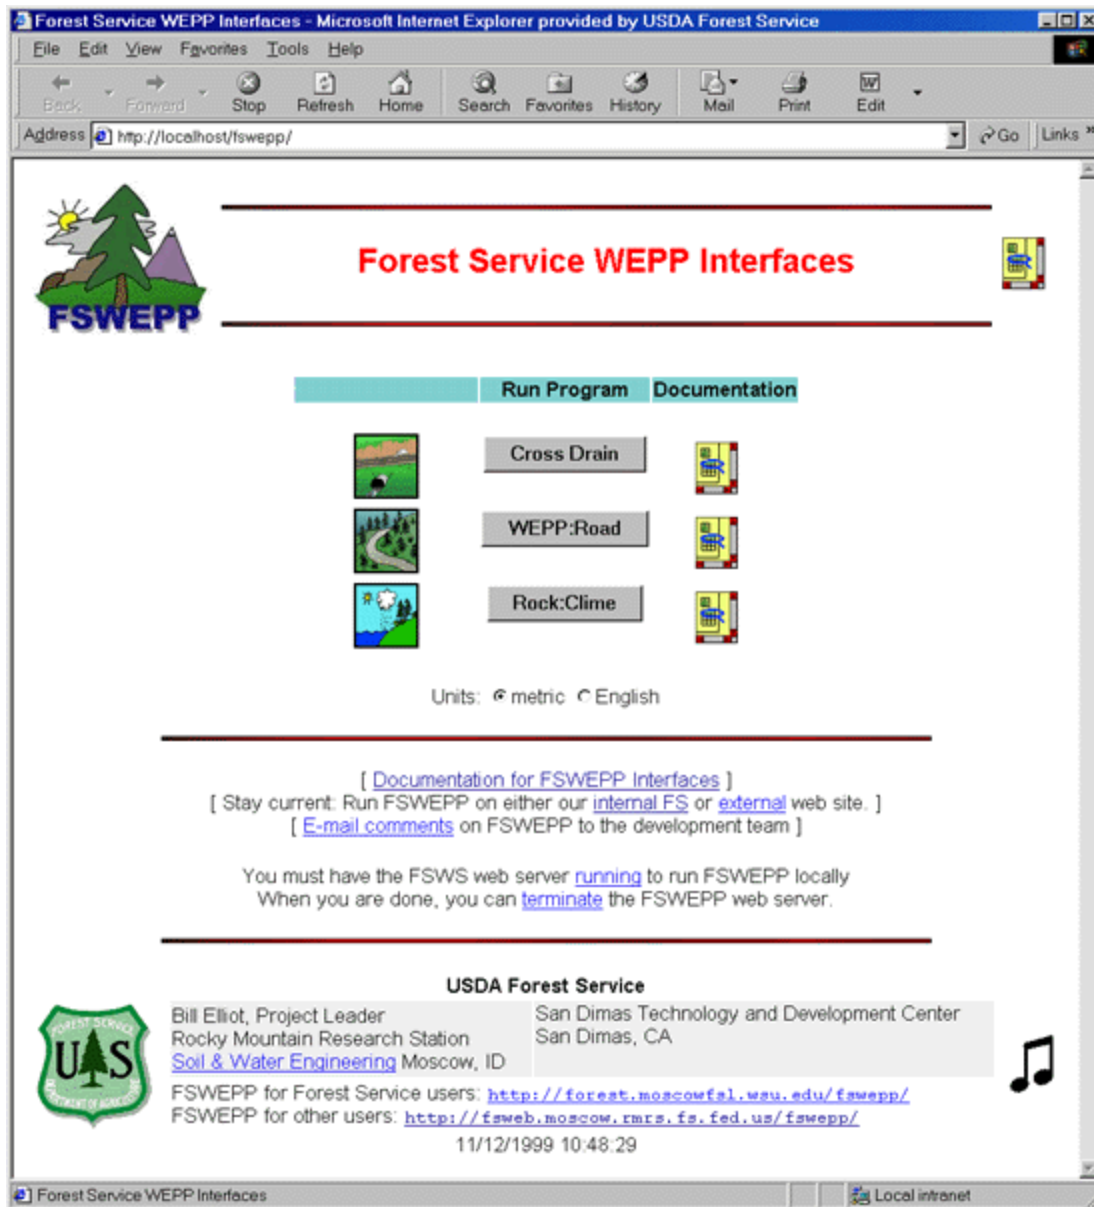 Forest Service WEPP Interfaces - Microsoft Internet Explorer provided by USDA Forest Service
File Edit View Favorites Tools Help
Back Forward Stop Refresh Home Search Favorites History Mail Print Edit
Address http://localhost/fswepp/ Go Links »
FSWEPP
Forest Service WEPP Interfaces
Run Program Documentation
Cross Drain
WEPP:Road
Rock:Clime
Units: metric English
[ Documentation for FSWEPP Interfaces ]
[ Stay current: Run FSWEPP on either our internal FS or external web site. ]
[ E-mail comments on FSWEPP to the development team ]
You must have the FSWS web server running to run FSWEPP locally
When you are done, you can terminate the FSWEPP web server.
USDA Forest Service
FOREST SERVICE
U S
DEPARTMENT OF AGRICULTURE
Bill Elliot, Project Leader
Rocky Mountain Research Station
Soil & Water Engineering Moscow, ID
San Dimas Technology and Development Center
San Dimas, CA
FSWEPP for Forest Service users: http://forest.moscowfsl.wsu.edu/fswepp/
FSWEPP for other users: http://fsweb.moscow.rmrs.fs.fed.us/fswepp/
11/12/1999 10:48:29
Forest Service WEPP Interfaces Local intranet